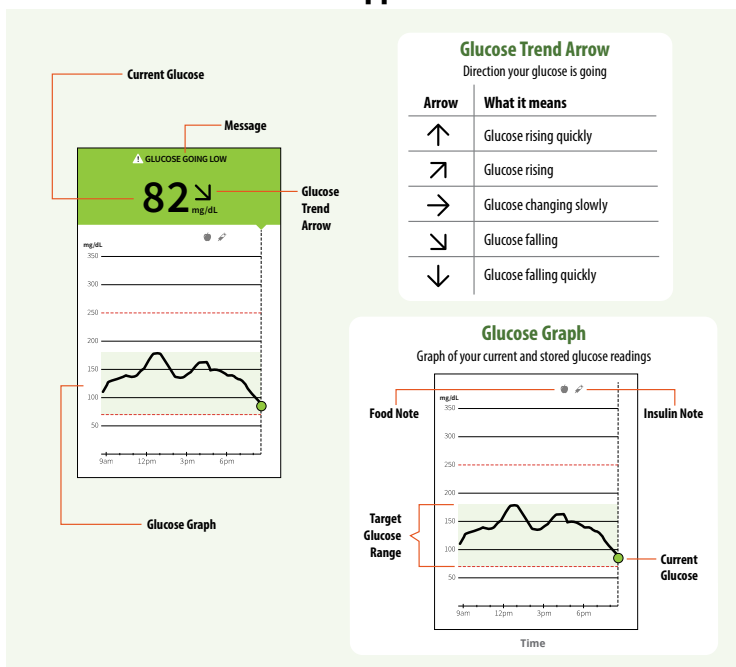 Current Glucose
Message
⚠ GLUCOSE GOING LOW
82 mg/dL
Glucose
Trend
Arrow
mg/dL
350
300
250
200
150
100
50
9am 12pm 3pm 6pm
Glucose Graph
Glucose Trend Arrow
Direction your glucose is going
Arrow What it means
↑ Glucose rising quickly
↗ Glucose rising
→ Glucose changing slowly
↘ Glucose falling
↓ Glucose falling quickly
Glucose Graph
Graph of your current and stored glucose readings
Food Note
Insulin Note
mg/dL
350
300
250
200
150
100
50
9am 12pm 3pm 6pm
Target
Glucose
Range
Current
Glucose
Time